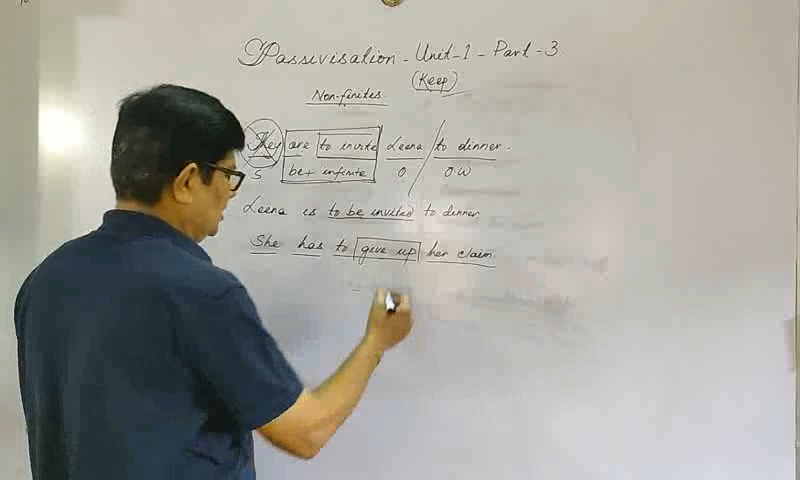 Passivisation - Unit-1 - Part-3.
(Keep)
Non-finites.
They are to invite Leena / to dinner.
S be+ infinite O OW
Leena is to be invited to dinner
She has to give up her claim